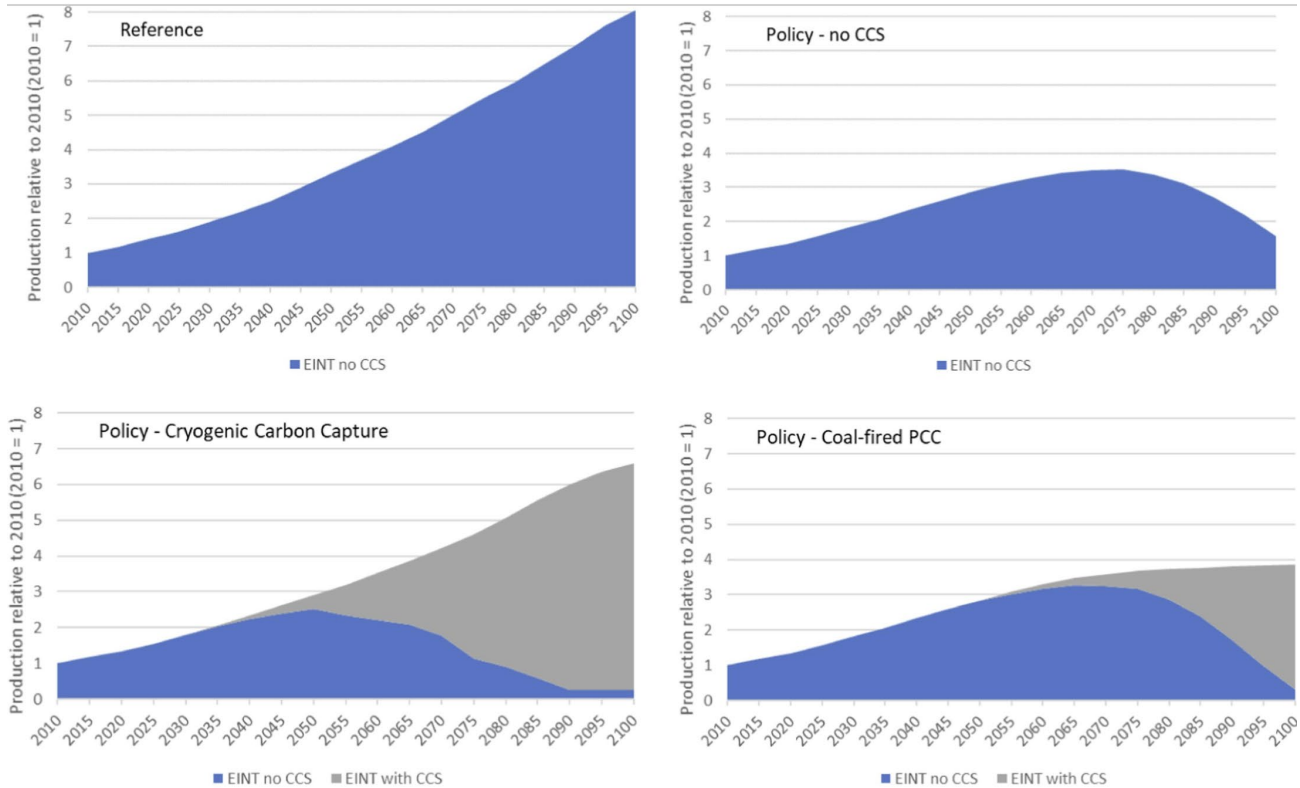 Reference
Production relative to 2010 (2010 = 1)
8
7
6
5
4
3
2
1
0
2010 2015 2020 2025 2030 2035 2040 2045 2050 2055 2060 2065 2070 2075 2080 2085 2090 2095 2100
EINT no CCS
Policy - no CCS
Production relative to 2010 (2010 = 1)
8
7
6
5
4
3
2
1
0
2010 2015 2020 2025 2030 2035 2040 2045 2050 2055 2060 2065 2070 2075 2080 2085 2090 2095 2100
EINT no CCS
Policy - Cryogenic Carbon Capture
Production relative to 2010 (2010 = 1)
8
7
6
5
4
3
2
1
0
2010 2015 2020 2025 2030 2035 2040 2045 2050 2055 2060 2065 2070 2075 2080 2085 2090 2095 2100
EINT no CCS EINT with CCS
Policy - Coal-fired PCC
Production relative to 2010 (2010 = 1)
8
7
6
5
4
3
2
1
0
2010 2015 2020 2025 2030 2035 2040 2045 2050 2055 2060 2065 2070 2075 2080 2085 2090 2095 2100
EINT no CCS EINT with CCS